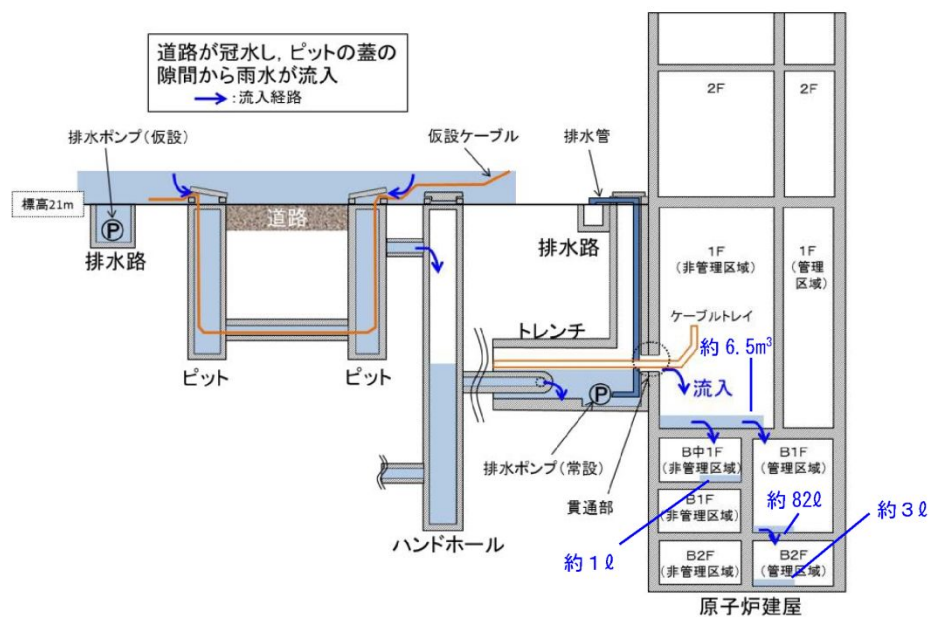 道路が冠水し，ピットの蓋の
隙間から雨水が流入
：流入経路
2F
2F
排水ポンプ（仮設）
仮設ケーブル
排水管
標高21m
P
道路
排水路
排水路
1F
（非管理区域）
1F
（管理
区域）
ケーブルトレイ
トレンチ
約 6.5m³
ピット
ピット
流入
P
排水ポンプ（常設）
貫通部
B中1F
（非管理区域）
B1F
（管理区域）
B1F
（非管理区域）
約 82ℓ
約３ℓ
ハンドホール
約１ℓ
B2F
（非管理区域）
B2F
（管理区域）
原子炉建屋